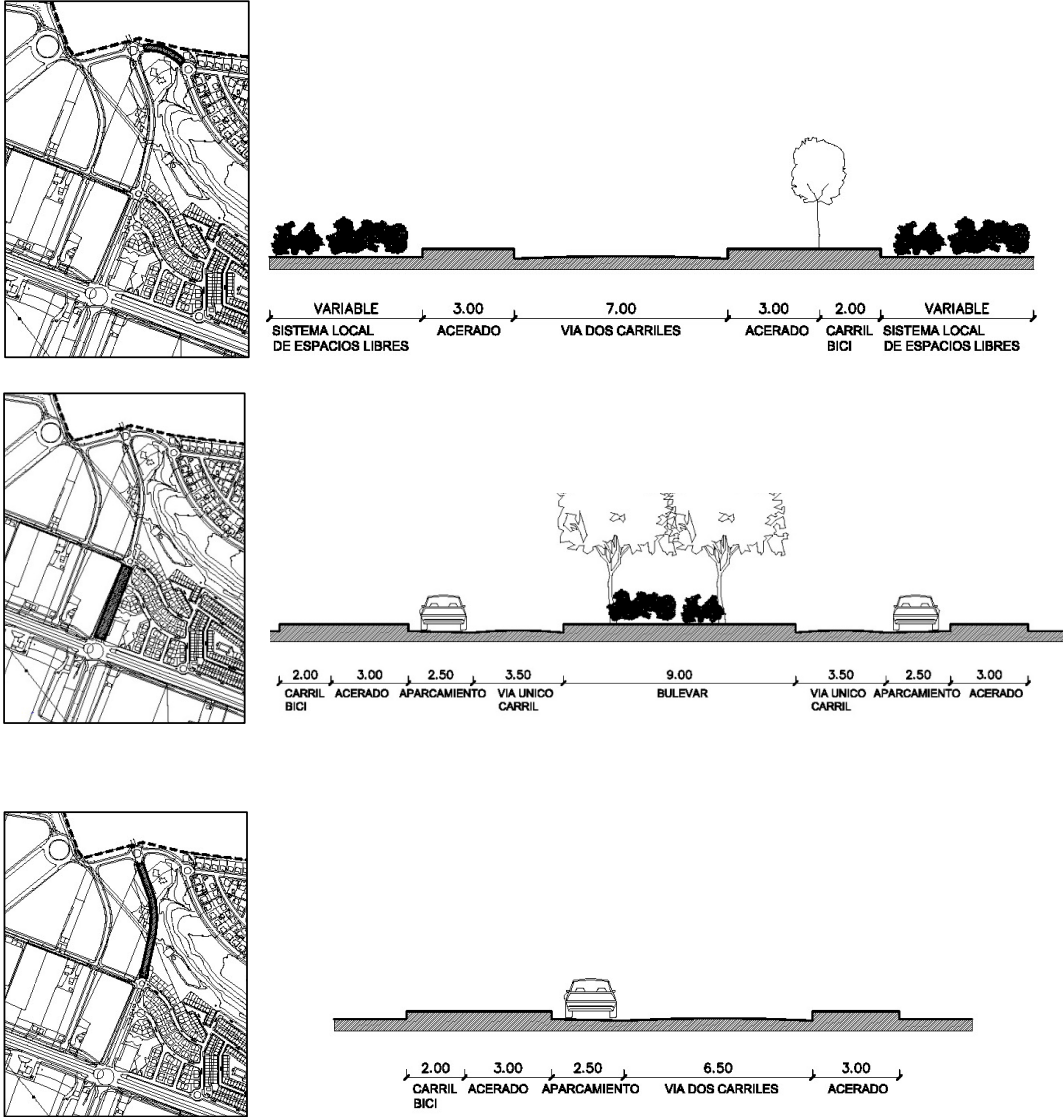 VARIABLE 3.00 7.00 3.00 2.00 VARIABLE
SISTEMA LOCAL ACERADO VIA DOS CARRILES ACERADO CARRIL SISTEMA LOCAL
DE ESPACIOS LIBRES BICI DE ESPACIOS LIBRES
2.00 3.00 2.50 3.50 9.00 3.50 2.50 3.00
CARRIL ACERADO APARCAMIENTO VIA UNICO BULEVAR VIA UNICO APARCAMIENTO ACERADO
BICI CARRIL CARRIL
2.00 3.00 2.50 6.50 3.00
CARRIL ACERADO APARCAMIENTO VIA DOS CARRILES ACERADO
BICI